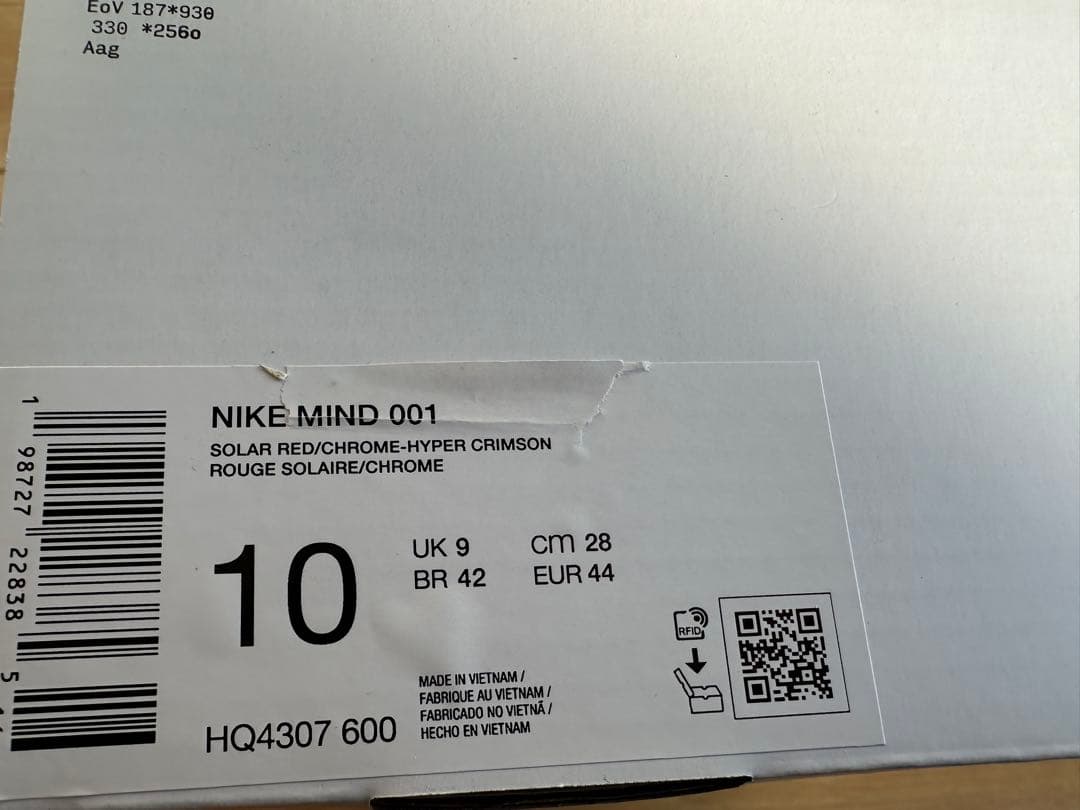 EoV 187*930
330 *256o
Aag
NIKE MIND 001
SOLAR RED/CHROME-HYPER CRIMSON
ROUGE SOLAIRE/CHROME
10
UK 9
CM 28
BR 42
EUR 44
RFID
MADE IN VIETNAM /
FABRIQUE AU VIETNAM /
FABRICADO NO VIETNÃ /
HECHO EN VIETNAM
HQ4307 600
1 98727 22838 5